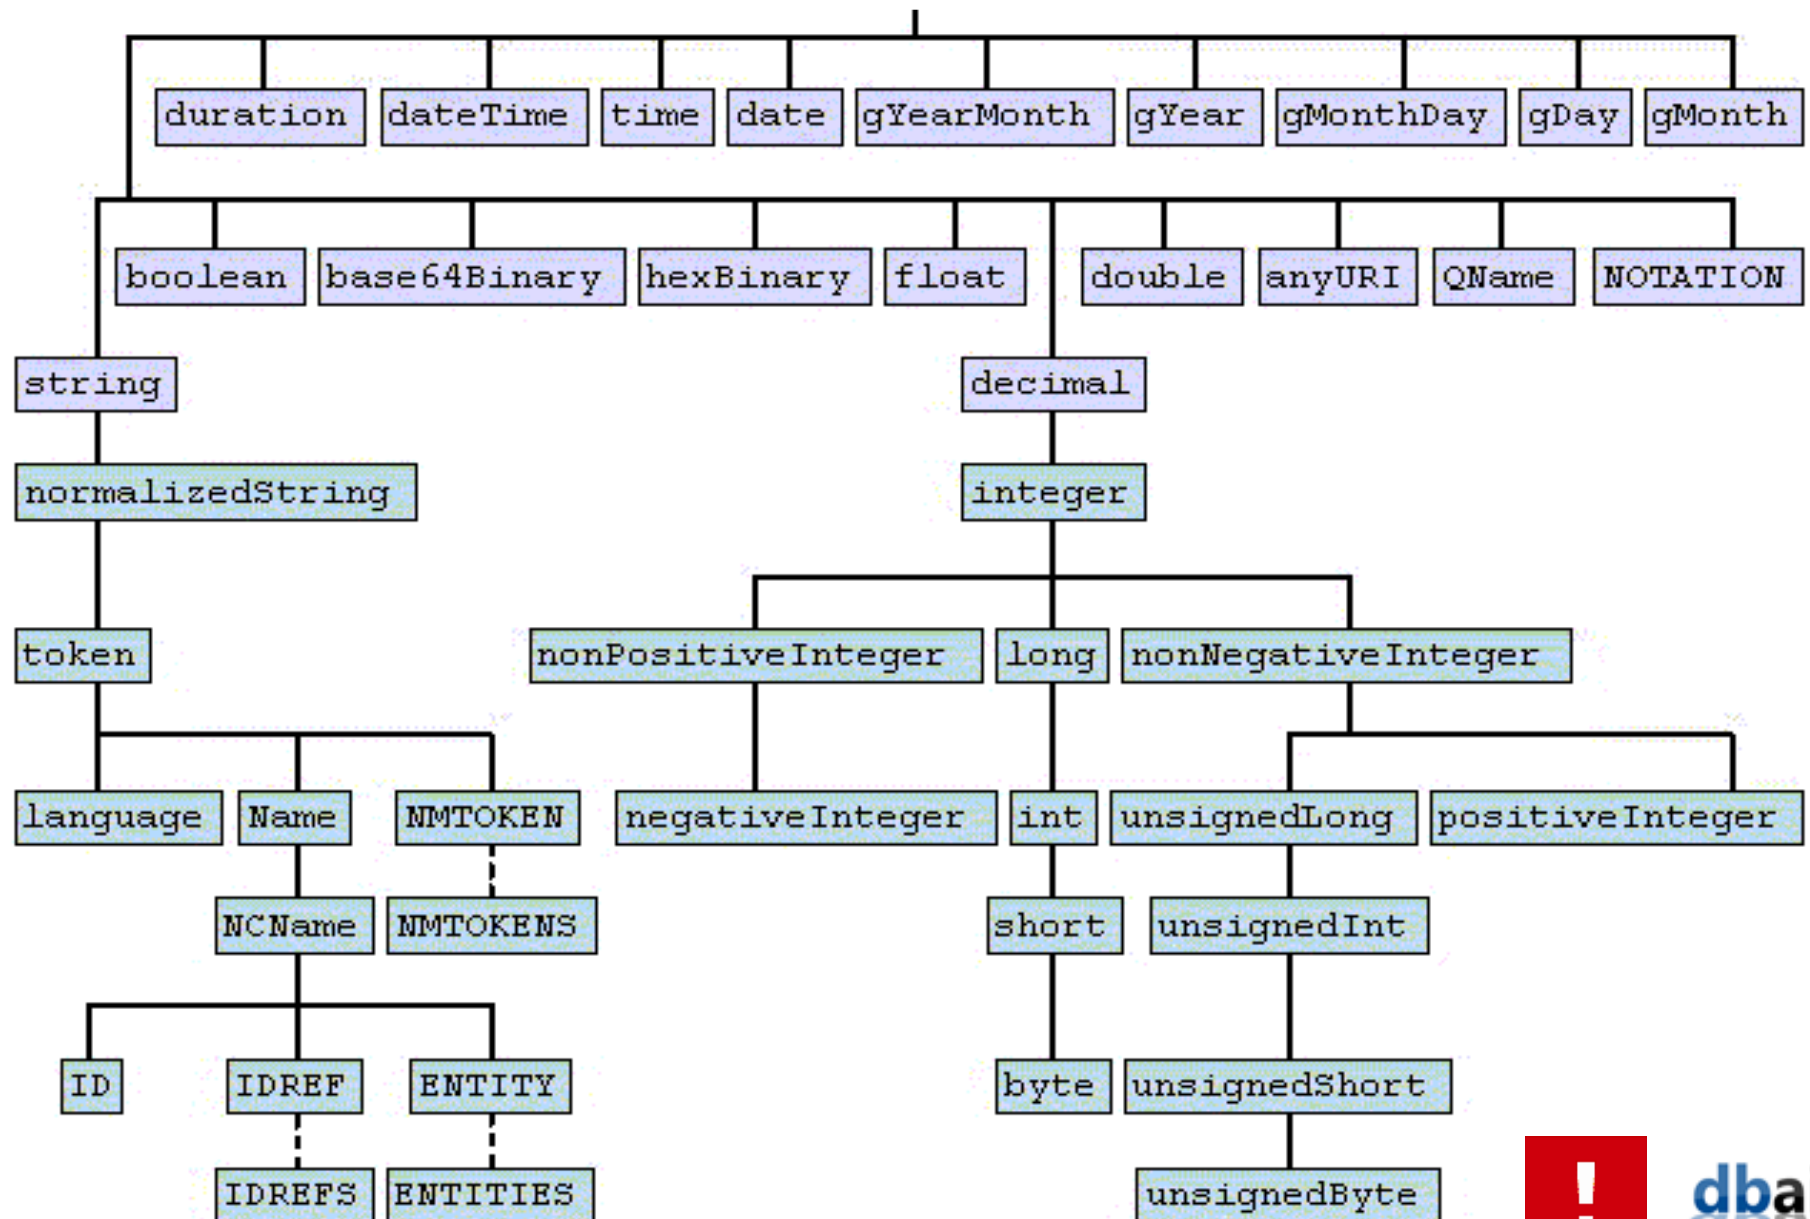 duration dateTime time date gYearMonth gYear gMonthDay gDay gMonth
boolean base64Binary hexBinary float double anyURI QName NOTATION
string decimal
normalizedString integer
token nonPositiveInteger long nonNegativeInteger
language Name NMTOKEN negativeInteger int unsignedLong positiveInteger
NCName NMTOKENS short unsignedInt
ID IDREF ENTITY byte unsignedShort
IDREFS ENTITIES unsignedByte
! dba